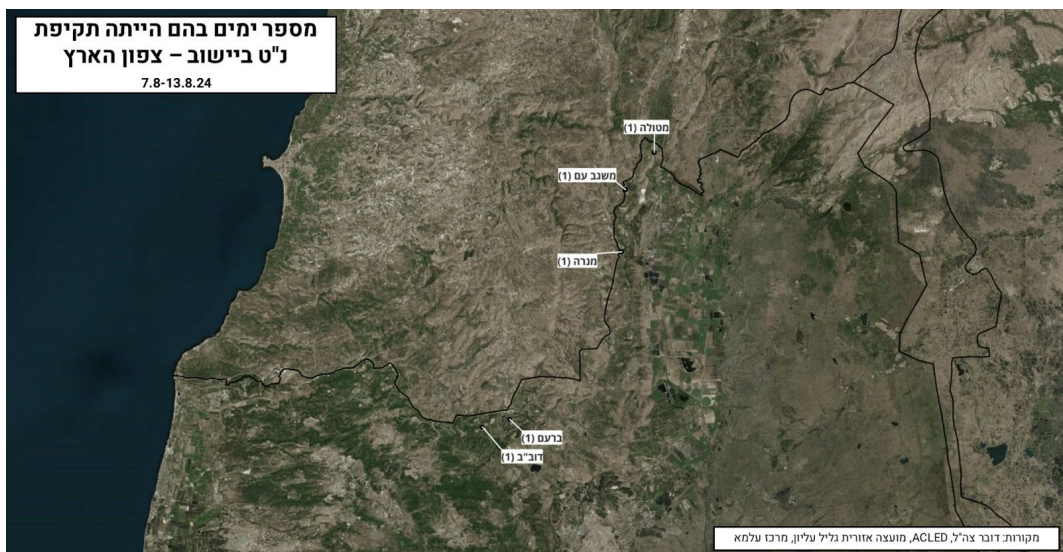 מספר ימים בהם הייתה תקיפת
נ"ט ביישוב – צפון הארץ
7.8-13.8.24
מטולה (1)
משגב עם (1)
מנרה (1)
ברעם (1)
דוב"ב (1)
מקורות: דובר צה"ל, ACLED, מועצה אזורית גליל עליון, מרכז עלמא